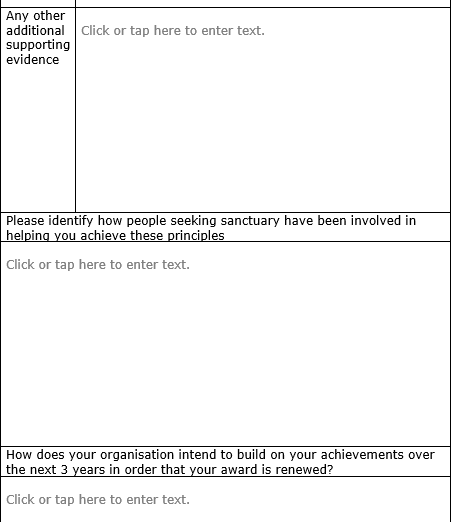 Any other
additional
supporting
evidence
Click or tap here to enter text.
Please identify how people seeking sanctuary have been involved in
helping you achieve these principles
Click or tap here to enter text.
How does your organisation intend to build on your achievements over
the next 3 years in order that your award is renewed?
Click or tap here to enter text.